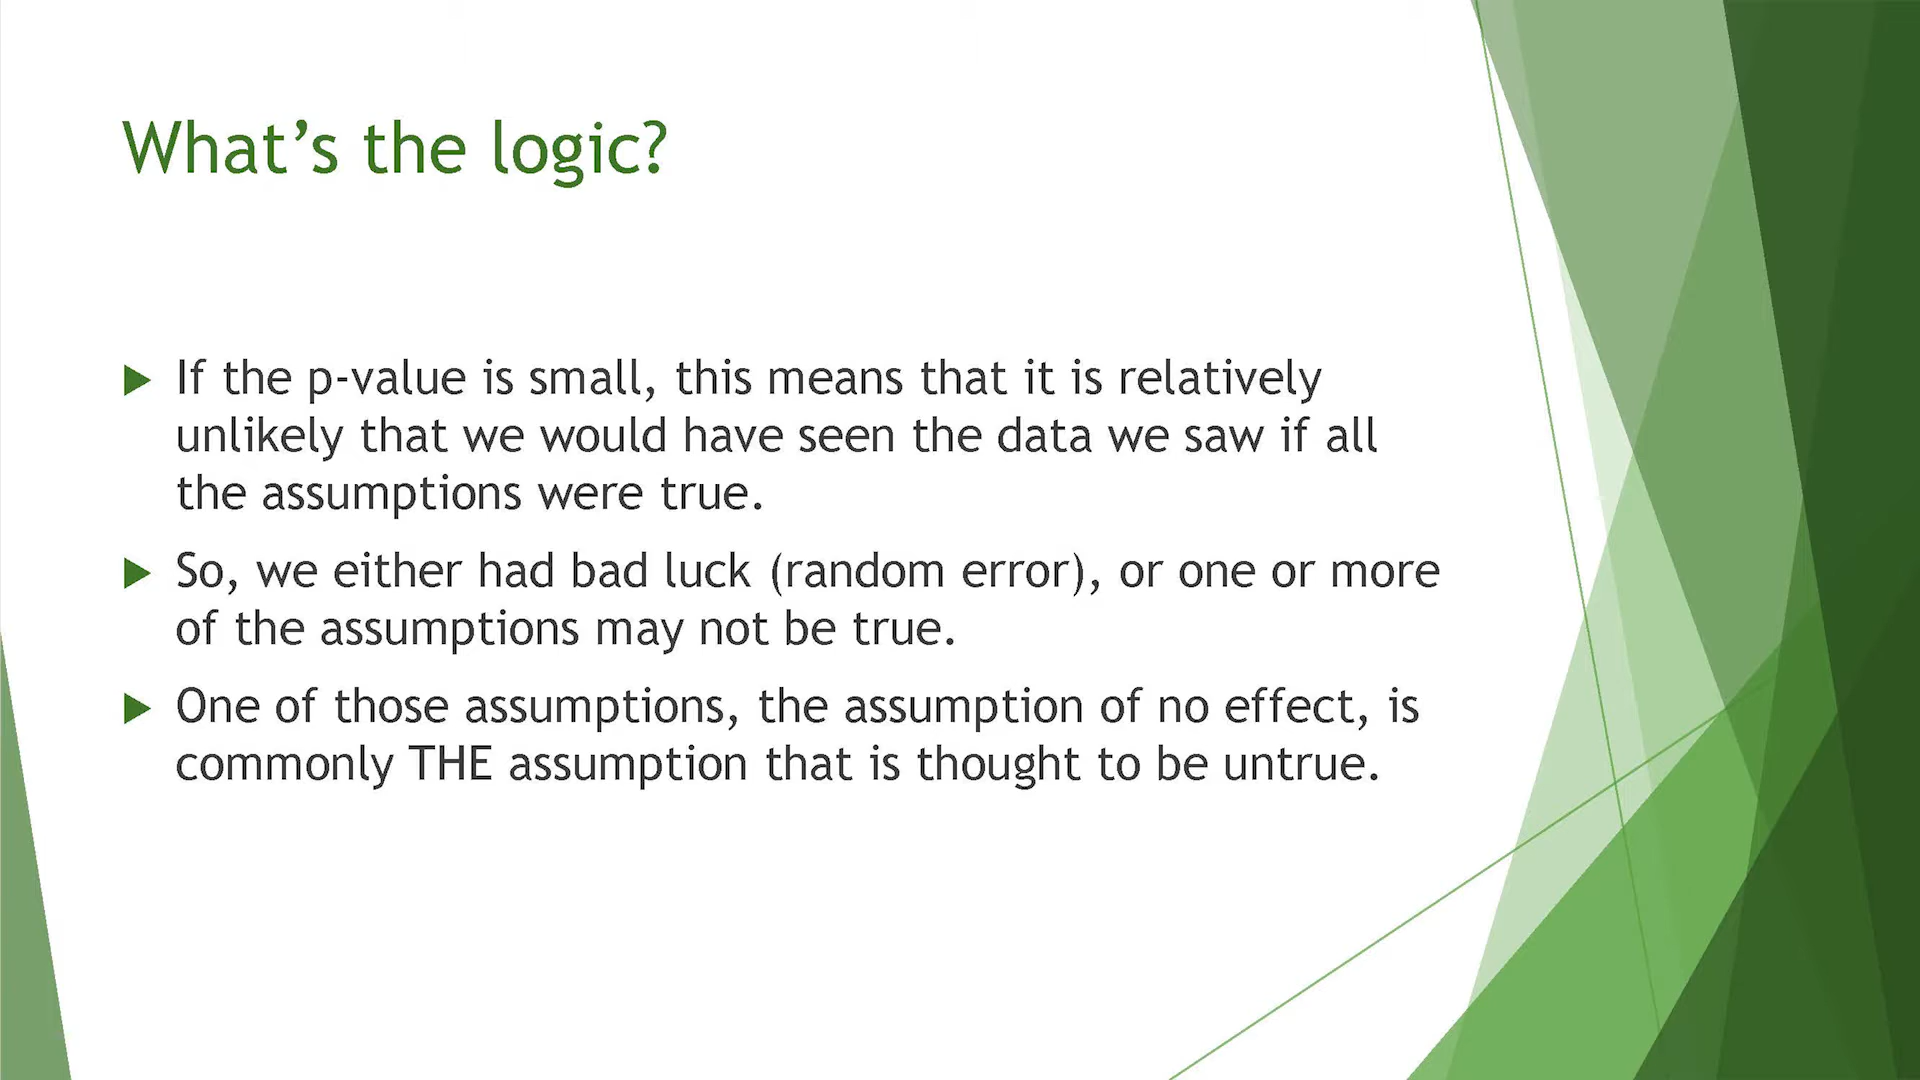 What’s the logic?
If the p-value is small, this means that it is relatively
unlikely that we would have seen the data we saw if all
the assumptions were true.
So, we either had bad luck (random error), or one or more
of the assumptions may not be true.
One of those assumptions, the assumption of no effect, is
commonly THE assumption that is thought to be untrue.